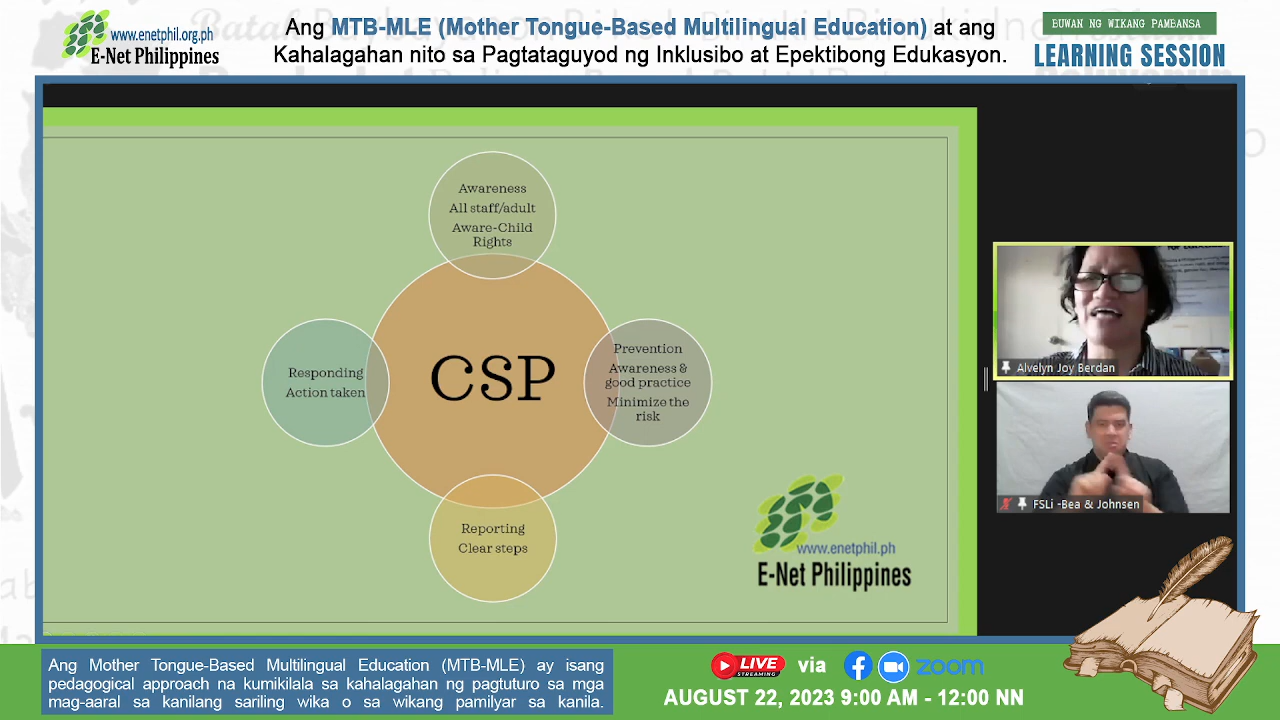 www.enetphil.org.ph
E-Net Philippines
Ang MTB-MLE (Mother Tongue-Based Multilingual Education) at ang
Kahalagahan nito sa Pagtataguyod ng Inklusibo at Epektibong Edukasyon.
BUWAN NG WIKANG PAMBANSA
LEARNING SESSION
Awareness
All staff/adult
Aware-Child
Rights
CSP
Responding
Action taken
Prevention
Awareness &
good practice
Minimize the
risk
Reporting
Clear steps
www.enetphil.ph
E-Net Philippines
Alvelyn Joy Berdan
FSLi -Bea & Johnsen
Ang Mother Tongue-Based Multilingual Education (MTB-MLE) ay isang
pedagogical approach na kumikilala sa kahalagahan ng pagtuturo sa mga
mag-aaral sa kanilang sariling wika o sa wikang pamilyar sa kanila.
LIVE
STREAMING
via
zoom
AUGUST 22, 2023 9:00 AM - 12:00 NN